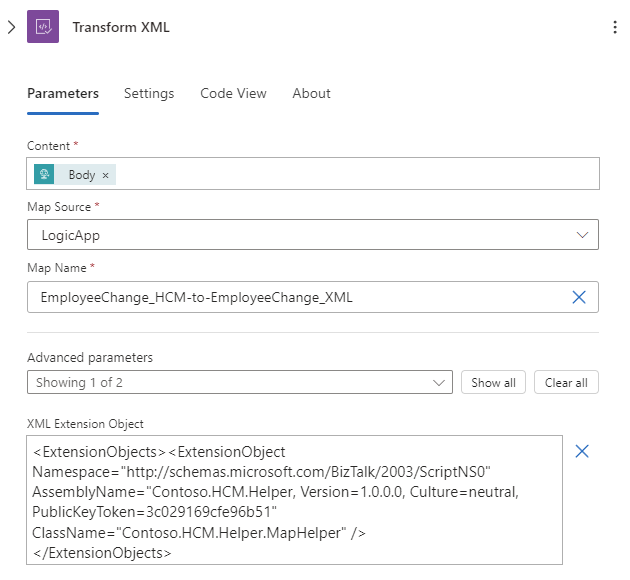 Transform XML
Parameters Settings Code View About
Content *
Body ×
Map Source *
LogicApp
Map Name *
EmployeeChange_HCM-to-EmployeeChange_XML
Advanced parameters
Showing 1 of 2
Show all
Clear all
XML Extension Object
<ExtensionObjects><ExtensionObject
Namespace="http://schemas.microsoft.com/BizTalk/2003/ScriptNS0"
AssemblyName="Contoso.HCM.Helper, Version=1.0.0.0, Culture=neutral,
PublicKeyToken=3c029169cfe96b51"
ClassName="Contoso.HCM.Helper.MapHelper" />
</ExtensionObjects>